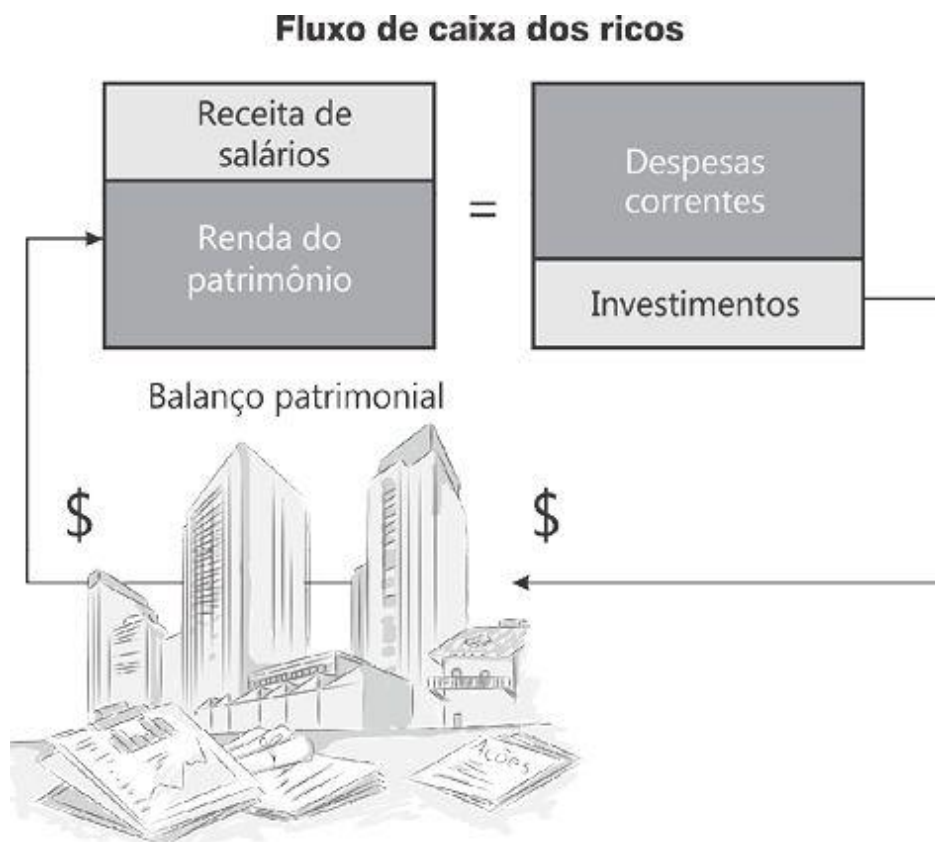 Fluxo de caixa dos ricos
Receita de
salários
Renda do
patrimônio
=
Despesas
correntes
Investimentos
Balanço patrimonial
$
$
AÇÕES